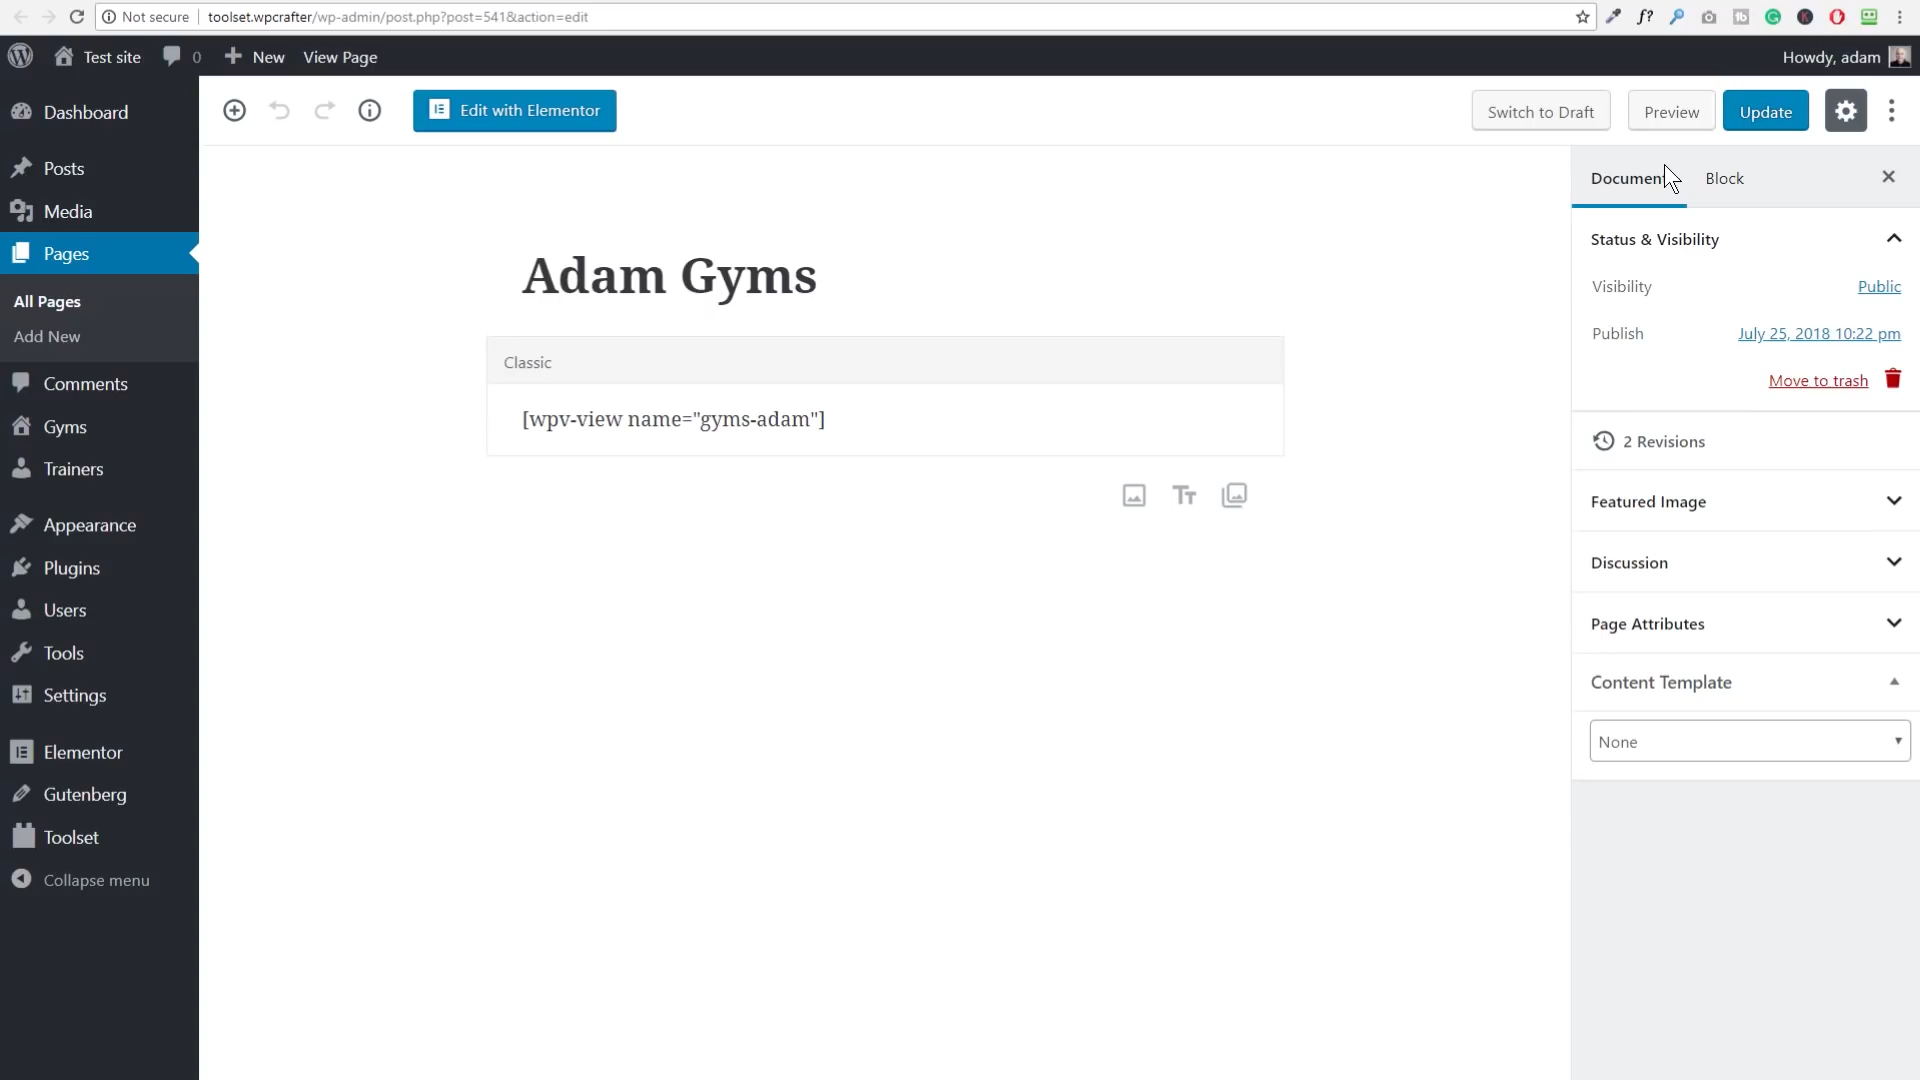 Not secure
toolset.wpcrafter/wp-admin/post.php?post=541&action=edit
f?
Test site
0
New
View Page
Howdy, adam
Dashboard
Posts
Media
Pages
All Pages
Add New
Comments
Gyms
Trainers
Appearance
Plugins
Users
Tools
Settings
Elementor
Gutenberg
Toolset
Collapse menu
Edit with Elementor
Switch to Draft
Preview
Update
Adam Gyms
Classic
[wpv-view name="gyms-adam"]
Document
Block
Status & Visibility
Visibility
Public
Publish
July 25, 2018 10:22 pm
Move to trash
2 Revisions
Featured Image
Discussion
Page Attributes
Content Template
None